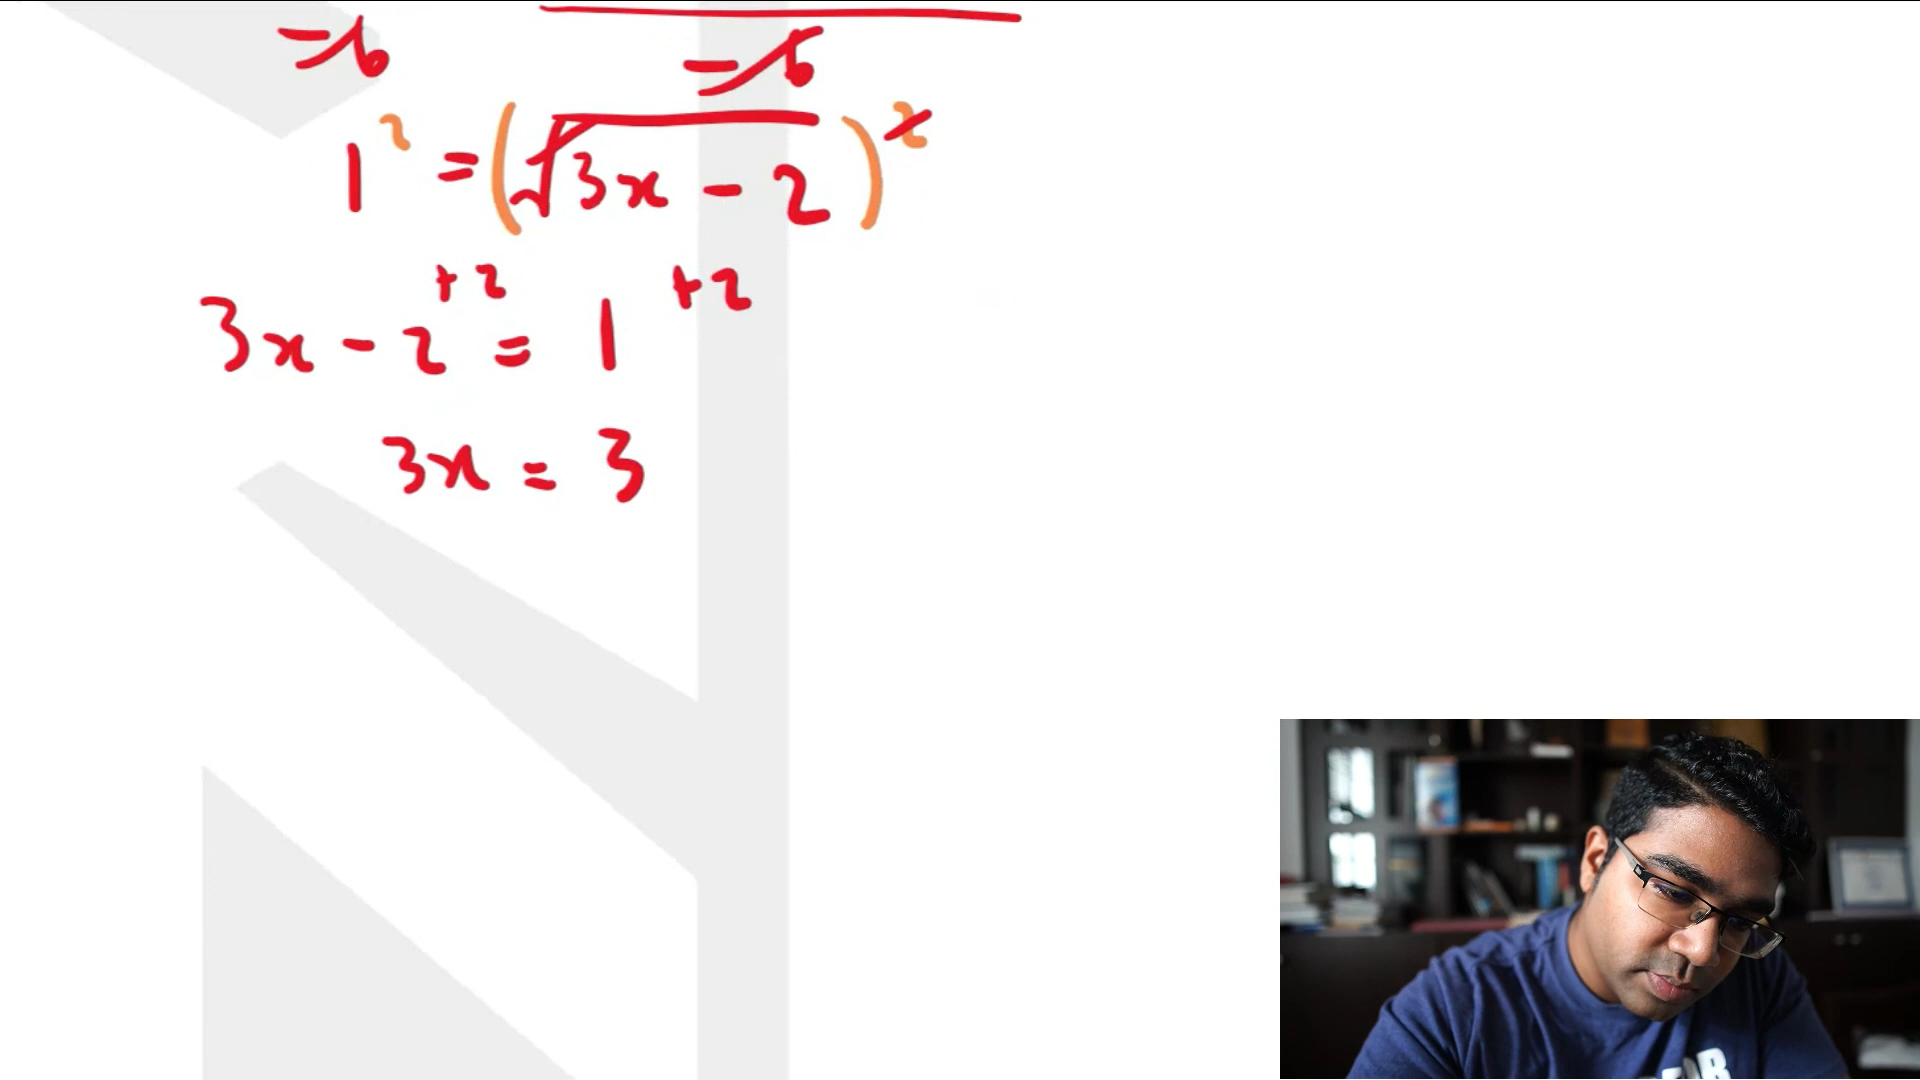 -6
-6
1² = (√3x - 2)²
+2 +2
3x - 2 = 1
3x = 3